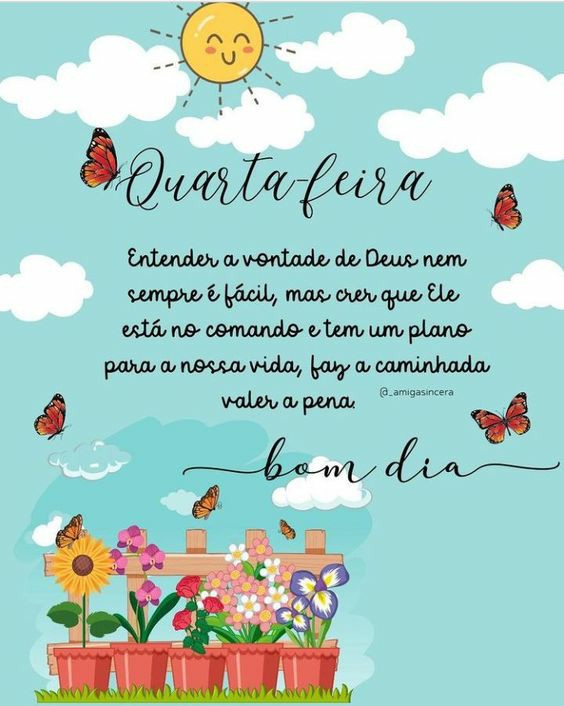 Quarta-feira
Entender a vontade de Deus nem
sempre é fácil, mas crer que Ele
está no comando e tem um plano
para a nossa vida, faz a caminhada
valer a pena.
@_amigasincera
bom dia